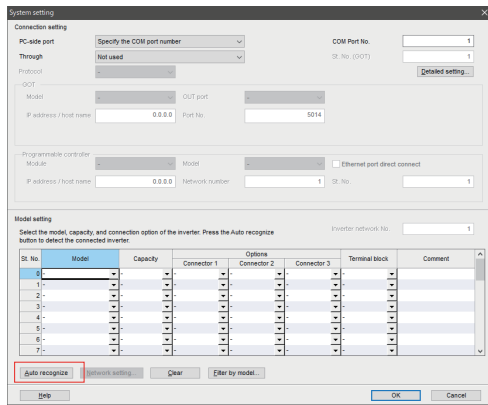 System setting
Connection setting
PC-side port Specify the COM port number COM Port No. 1
Through Not used St. No. (GOT) 1
Protocol - Detailed setting...
GOT
Model - OUT port -
IP address / host name 0.0.0.0 Port No. 5014
Programmable controller
Module - Model - Ethernet port direct connect
IP address / host name 0.0.0.0 Network number 1 St. No. 1
Model setting
Select the model, capacity, and connection option of the inverter. Press the Auto recognize
button to detect the connected inverter.
Inverter network No. 1
St. No. Model Capacity Options Terminal block Comment
Connector 1 Connector 2 Connector 3
0 - - - - - -
1 - - - - - -
2 - - - - - -
3 - - - - - -
4 - - - - - -
5 - - - - - -
6 - - - - - -
7 - - - - - -
Auto recognize Network setting... Clear Filter by model...
Help OK Cancel